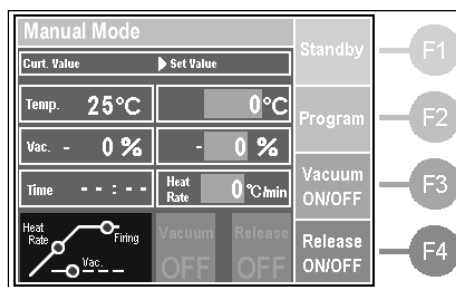 Manual Mode
Curt. Value Set Value
Temp. 25°C 0°C
Vac. - 0 % - 0 %
Time - - : - - Heat Rate 0 °C/min
Heat Rate Firing
Vac.
Vacuum OFF
Release OFF
Standby F1
Program F2
Vacuum ON/OFF F3
Release ON/OFF F4